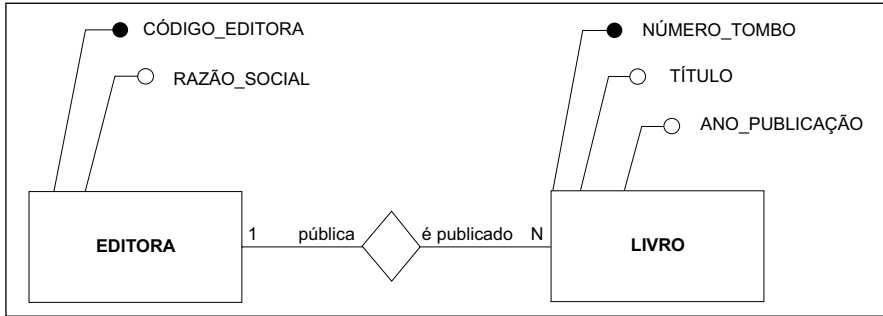 CÓDIGO_EDITORA
RAZÃO_SOCIAL
NÚMERO_TOMBO
TÍTULO
ANO_PUBLICAÇÃO
EDITORA
1 pública é publicado N
LIVRO